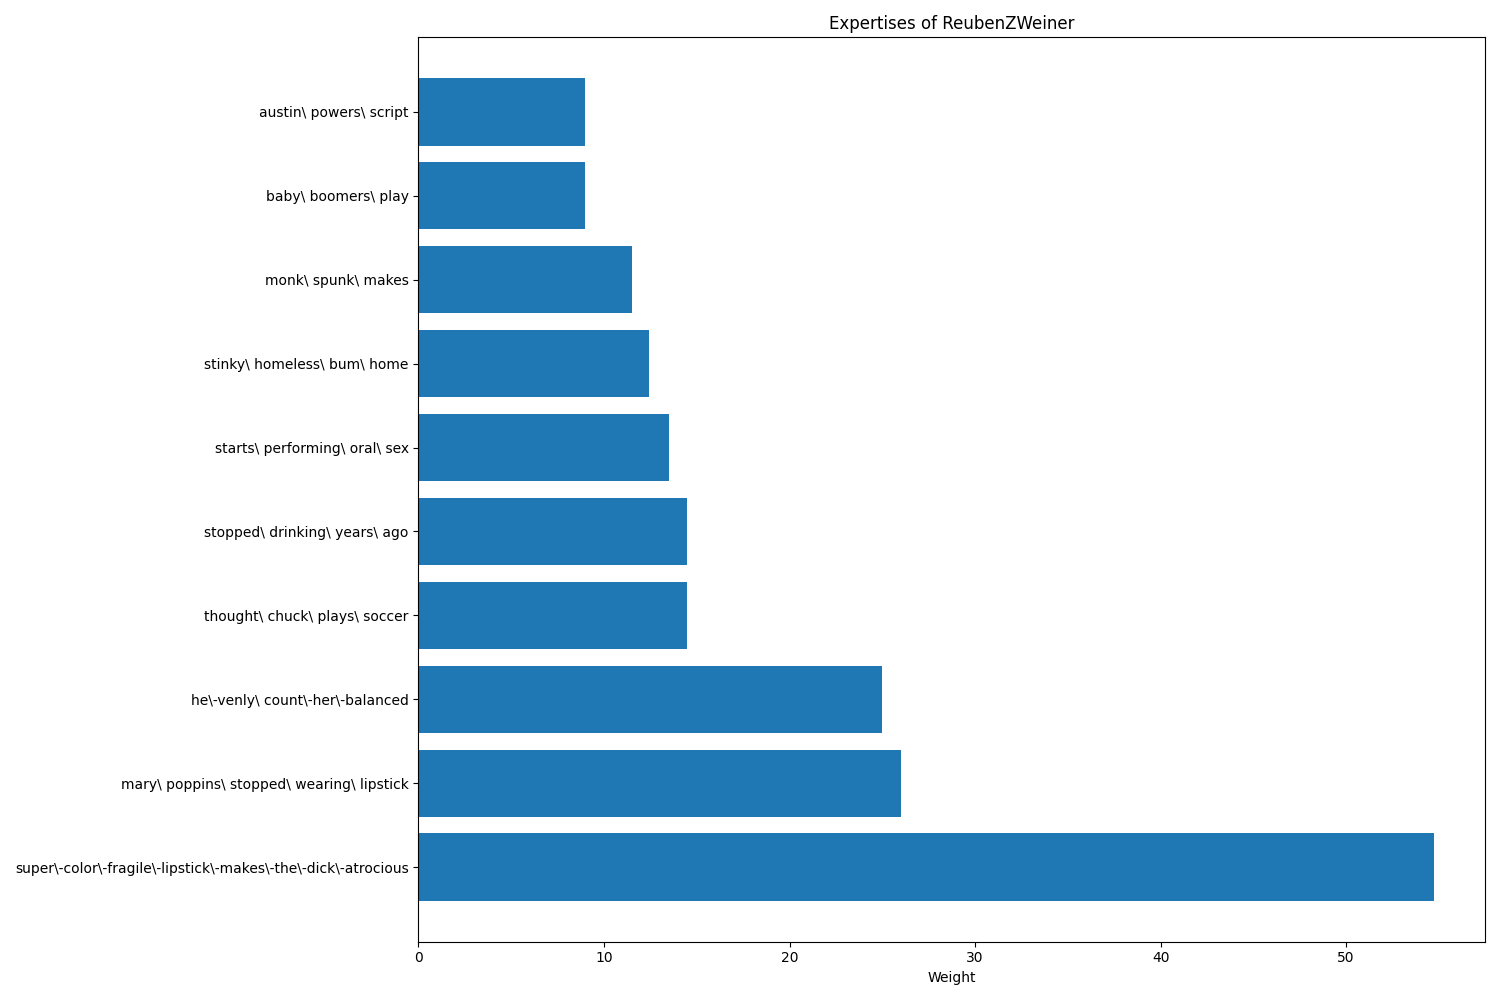 Expertises of ReubenZWeiner
austin\ powers\ script
baby\ boomers\ play
monk\ spunk\ makes
stinky\ homeless\ bum\ home
starts\ performing\ oral\ sex
stopped\ drinking\ years\ ago
thought\ chuck\ plays\ soccer
he\-venly\ count\-her\-balanced
mary\ poppins\ stopped\ wearing\ lipstick
super\-color\-fragile\-lipstick\-makes\-the\-dick\-atrocious
0 10 20 30 40 50
Weight